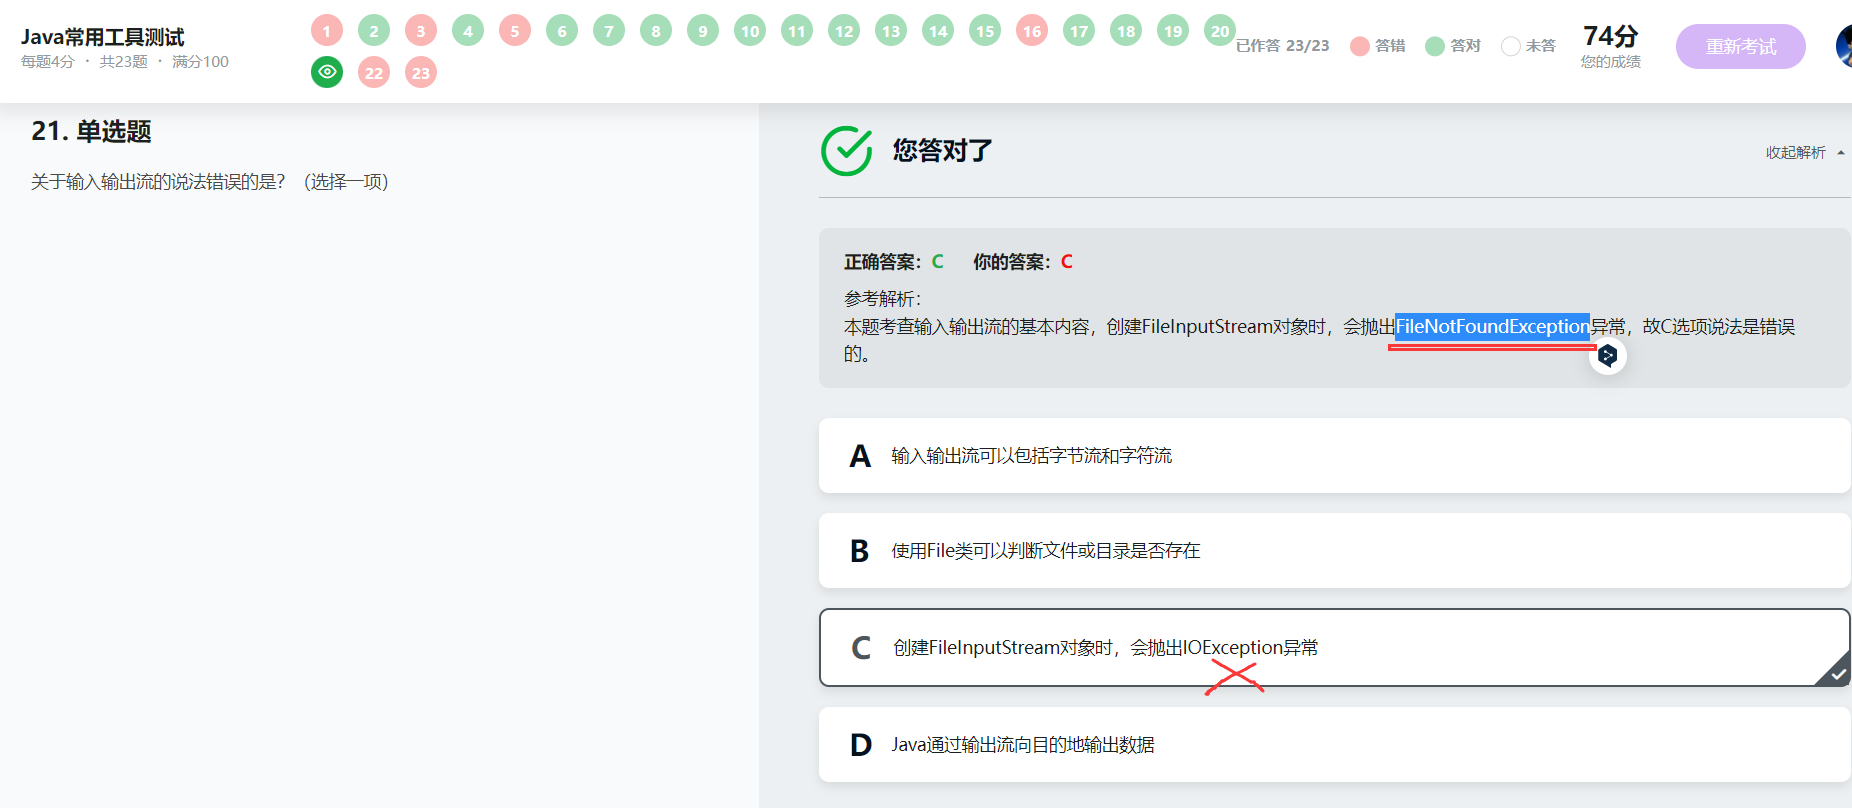 Java常用工具测试
每题4分 · 共23题 · 满分100
1 2 3 4 5 6 7 8 9 10 11 12 13 14 15 16 17 18 19 20
22 23
已作答 23/23 答错 答对 未答
74分
您的成绩
重新考试
21. 单选题
关于输入输出流的说法错误的是？（选择一项）
您答对了
收起解析
正确答案：C 你的答案：C
参考解析：
本题考查输入输出流的基本内容，创建FileInputStream对象时，会抛出FileNotFoundException异常，故C选项说法是错误
的。
A 输入输出流可以包括字节流和字符流
B 使用File类可以判断文件或目录是否存在
C 创建FileInputStream对象时，会抛出IOException异常
D Java通过输出流向目的地输出数据